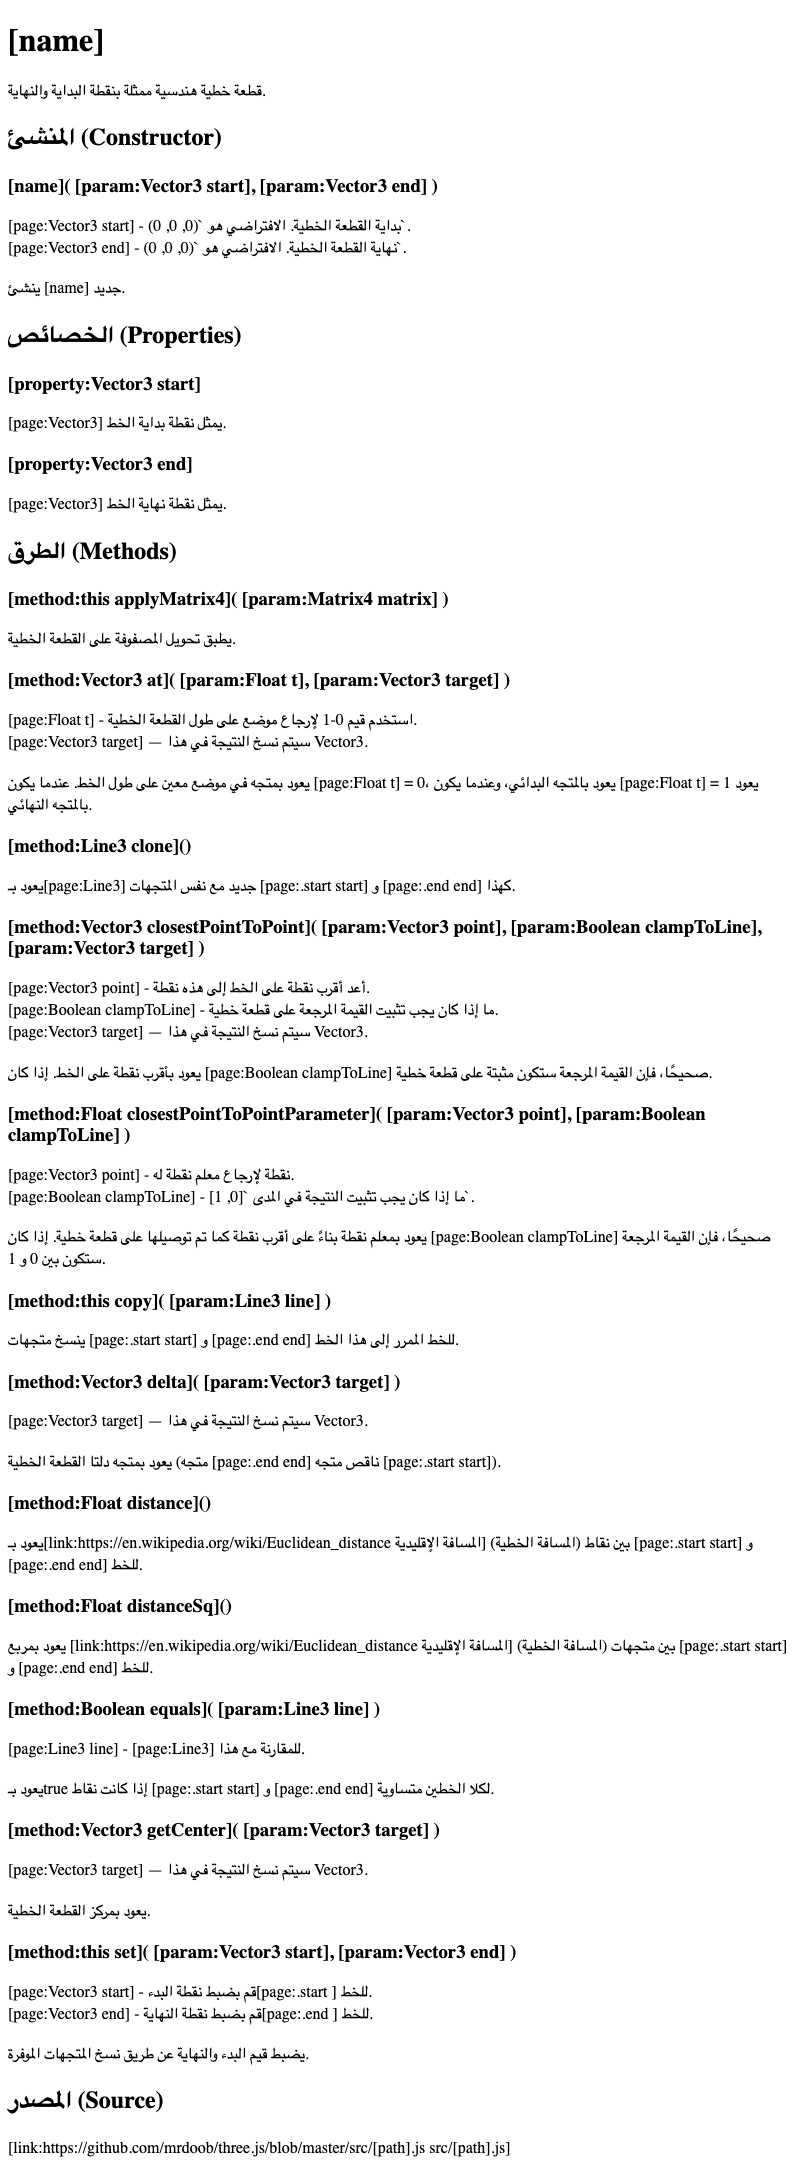 [name]
قطعة خطية هندسية ممثلة بنقطة البداية والنهاية.
المنشئ (Constructor)
[name]( [param:Vector3 start], [param:Vector3 end] )
[page:Vector3 start] - بداية القطعة الخطية. الافتراضي هو `(0, 0, 0)`.
[page:Vector3 end] - نهاية القطعة الخطية. الافتراضي هو `(0, 0, 0)`.
ينشئ [name] جديد.
الخصائص (Properties)
[property:Vector3 start]
[page:Vector3] يمثل نقطة بداية الخط.
[property:Vector3 end]
[page:Vector3] يمثل نقطة نهاية الخط.
الطرق (Methods)
[method:this applyMatrix4]( [param:Matrix4 matrix] )
يطبق تحويل المصفوفة على القطعة الخطية.
[method:Vector3 at]( [param:Float t], [param:Vector3 target] )
[page:Float t] - استخدم قيم 0-1 لإرجاع موضع على طول القطعة الخطية.
[page:Vector3 target] — سيتم نسخ النتيجة في هذا Vector3.
يعود بمتجه في موضع معين على طول الخط. عندما يكون [page:Float t] = 0، يعود بالمتجه البدائي، وعندما يكون [page:Float t] = 1 يعود
بالمتجه النهائي.
[method:Line3 clone]()
يعود بـ[page:Line3] جديد مع نفس المتجهات [page:.start start] و [page:.end end] كهذا.
[method:Vector3 closestPointToPoint]( [param:Vector3 point], [param:Boolean clampToLine],
[param:Vector3 target] )
[page:Vector3 point] - أعد أقرب نقطة على الخط إلى هذه نقطة.
[page:Boolean clampToLine] - ما إذا كان يجب تثبيت القيمة المرجعة على قطعة خطية.
[page:Vector3 target] — سيتم نسخ النتيجة في هذا Vector3.
يعود بأقرب نقطة على الخط. إذا كان [page:Boolean clampToLine] صحيحًا، فإن القيمة المرجعة ستكون مثبتة على قطعة خطية.
[method:Float closestPointToPointParameter]( [param:Vector3 point], [param:Boolean
clampToLine] )
[page:Vector3 point] - نقطة لإرجاع معلم نقطة له.
[page:Boolean clampToLine] - ما إذا كان يجب تثبيت النتيجة في المدى `[0, 1]`.
يعود بمعلم نقطة بناءً على أقرب نقطة كما تم توصيلها على قطعة خطية. إذا كان [page:Boolean clampToLine] صحيحًا، فإن القيمة المرجعة
ستكون بين 0 و 1.
[method:this copy]( [param:Line3 line] )
ينسخ متجهات [page:.start start] و [page:.end end] للخط الممرر إلى هذا الخط.
[method:Vector3 delta]( [param:Vector3 target] )
[page:Vector3 target] — سيتم نسخ النتيجة في هذا Vector3.
يعود بمتجه دلتا القطعة الخطية (متجه [page:.end end] ناقص متجه [page:.start start]).
[method:Float distance]()
يعود بـ[link:https://en.wikipedia.org/wiki/Euclidean_distance المسافة الإقليدية] (المسافة الخطية) بين نقاط [page:.start start] و
[page:.end end] للخط.
[method:Float distanceSq]()
يعود بمربع [link:https://en.wikipedia.org/wiki/Euclidean_distance المسافة الإقليدية] (المسافة الخطية) بين متجهات [page:.start start]
و [page:.end end] للخط.
[method:Boolean equals]( [param:Line3 line] )
[page:Line3 line] - [page:Line3] للمقارنة مع هذا.
يعود بـtrue إذا كانت نقاط [page:.start start] و [page:.end end] لكلا الخطين متساوية.
[method:Vector3 getCenter]( [param:Vector3 target] )
[page:Vector3 target] — سيتم نسخ النتيجة في هذا Vector3.
يعود بمركز القطعة الخطية.
[method:this set]( [param:Vector3 start], [param:Vector3 end] )
[page:Vector3 start] - قم بضبط نقطة البدء[page:.start ] للخط.
[page:Vector3 end] - قم بضبط نقطة النهاية[page:.end ] للخط.
يضبط قيم البدء والنهاية عن طريق نسخ المتجهات الموفرة.
المصدر (Source)
[link:https://github.com/mrdoob/three.js/blob/master/src/[path].js src/[path].js]